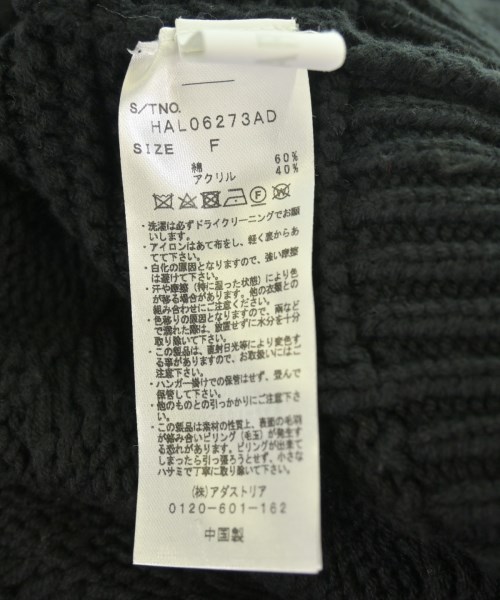 S/TNO.
HAL06273AD
SIZE F
綿 60%
アクリル 40%
・洗濯は必ずドライクリーニングでお願
いします。
・アイロンはあて布をし、軽く裏からあ
てて下さい。
・白化の原因となりますので、強い摩擦
は避けて下さい。
・汗や摩擦（特に湿った状態）により色
が移る場合があります。他の衣類との
組み合わせにご注意ください。
・色移りの原因となりますので、雨など
で濡れた際は、放置せずに水分を十分
取り除いて下さい。
・この製品は、直射日光等により変色す
る事がありますので、お取扱いにはご
注意下さい。
・ハンガー掛けでの保管はせず、畳んで
保管して下さい。
・他のものとの引っかかりにご注意下さ
い。
・この製品は素材の性質上、表面の毛羽
が絡み合いピリング（毛玉）が発生す
る恐れがあります。ピリングが出来て
しまったら引っ張ろうとせず、小さな
ハサミで丁寧に取り除いて下さい。
（株）アダストリア
0120-601-162
中国製